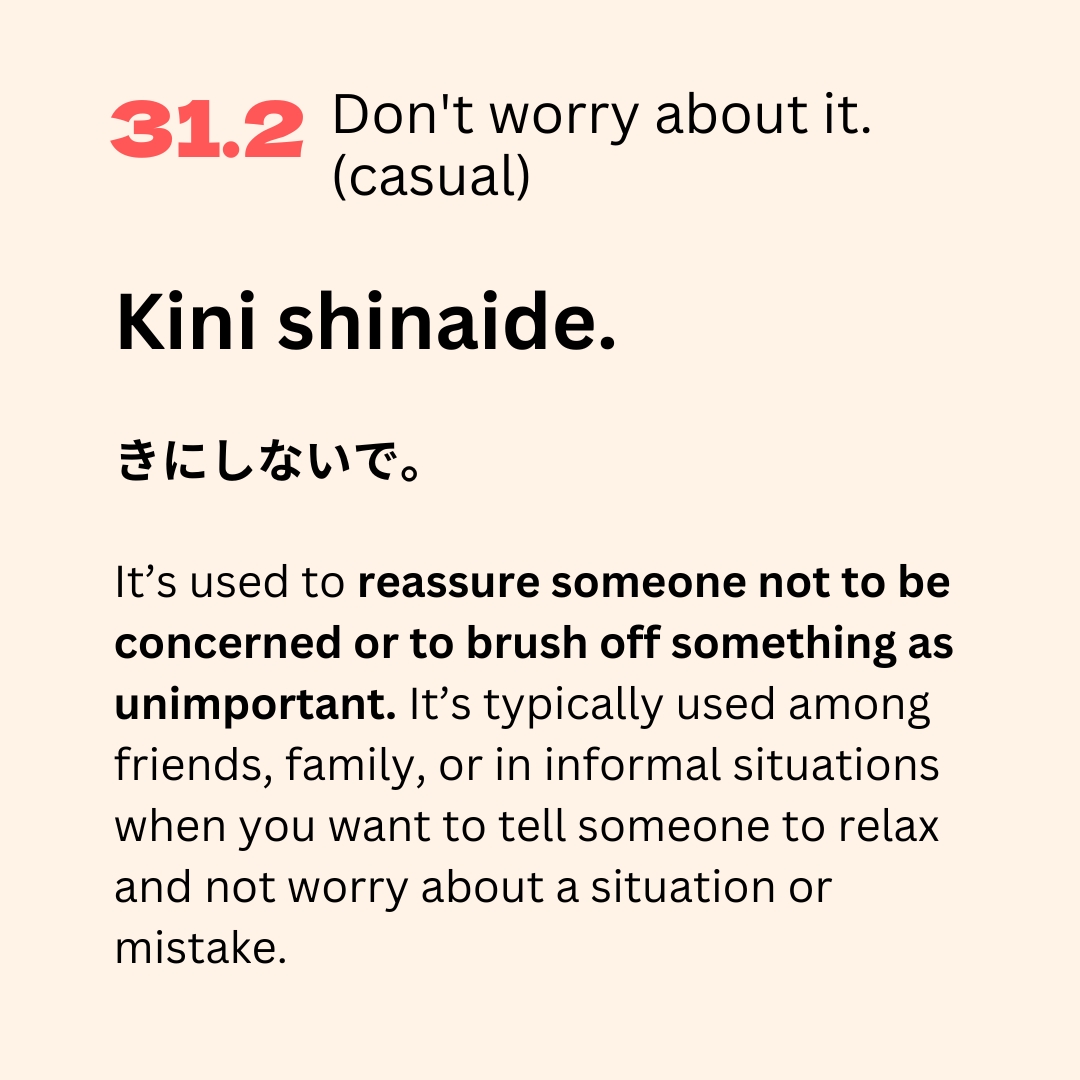 31.2 Don't worry about it.
(casual)
Kini shinaide.
きにしないで。
It’s used to reassure someone not to be
concerned or to brush off something as
unimportant. It’s typically used among
friends, family, or in informal situations
when you want to tell someone to relax
and not worry about a situation or
mistake.